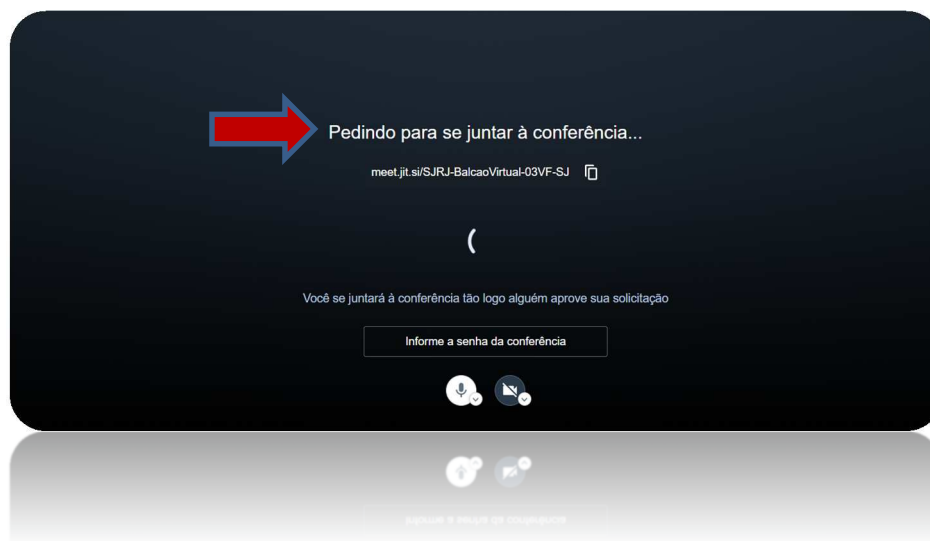 Pedindo para se juntar à conferência...
meet.jit.si/SJRJ-BalcaoVirtual-03VF-SJ
Você se juntará à conferência tão logo alguém aprove sua solicitação
Informe a senha da conferência